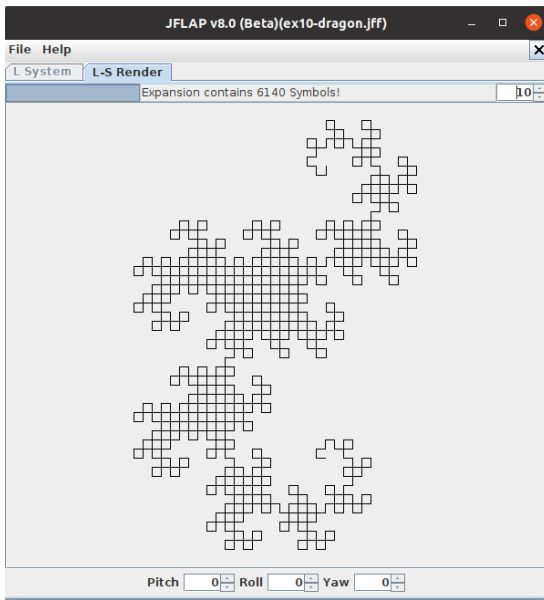 JFLAP v8.0 (Beta)(ex10-dragon.jff)
File Help
L System L-S Render
Expansion contains 6140 Symbols! 10
Pitch 0 Roll 0 Yaw 0